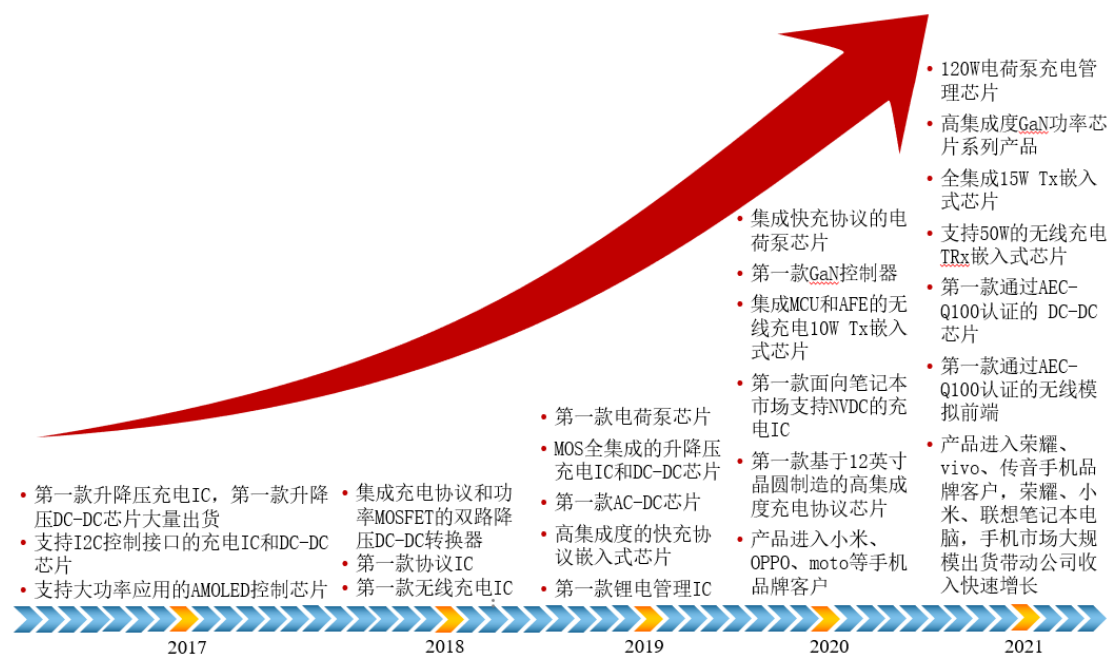 • 第一款升降压充电IC，第一款升降
压DC-DC芯片大量出货
• 支持I2C控制接口的充电IC和DC-DC
芯片
• 支持大功率应用的AMOLED控制芯片
2017
• 集成充电协议和功
率MOSFET的双路降
压DC-DC转换器
• 第一款协议IC
• 第一款无线充电IC
2018
• 第一款电荷泵芯片
• MOS全集成的升降压
充电IC和DC-DC芯片
• 第一款AC-DC芯片
• 高集成度的快充协
议嵌入式芯片
• 第一款锂电管理IC
2019
• 集成快充协议的电
荷泵芯片
• 第一款GaN控制器
• 集成MCU和AFE的无
线充电10W Tx嵌入
式芯片
• 第一款面向笔记本
市场支持NVDC的充
电IC
• 第一款基于12英寸
晶圆制造的高集成
度充电协议芯片
• 产品进入小米、
OPPO、moto等手机
品牌客户
2020
• 120W电荷泵充电管
理芯片
• 高集成度GaN功率芯
片系列产品
• 全集成15W Tx嵌入
式芯片
• 支持50W的无线充电
TRx嵌入式芯片
• 第一款通过AEC-
Q100认证的 DC-DC
芯片
• 第一款通过AEC-
Q100认证的无线模
拟前端
• 产品进入荣耀、
vivo、传音手机品
牌客户，荣耀、小
米、联想笔记本电
脑，手机市场大规
模出货带动公司收
入快速增长
2021